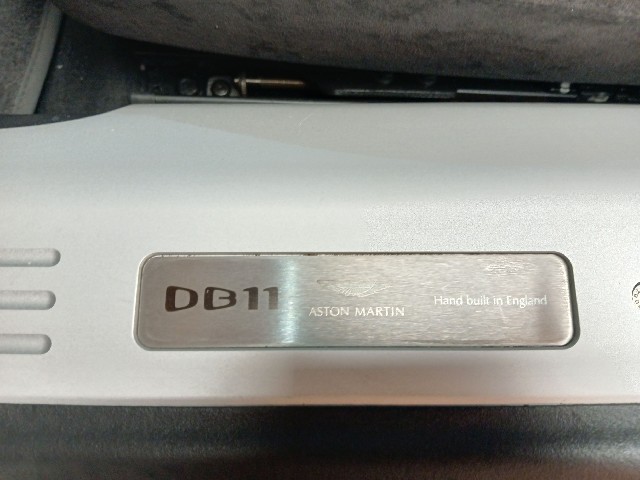 DB11
ASTON MARTIN
Hand built in England